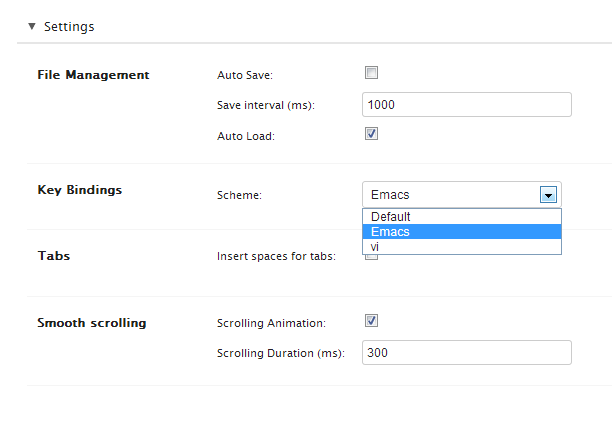 Settings
File Management
Auto Save:
Save interval (ms): 1000
Auto Load:
Key Bindings
Scheme: Emacs
Default
Emacs
vi
Tabs
Insert spaces for tabs:
Smooth scrolling
Scrolling Animation:
Scrolling Duration (ms): 300